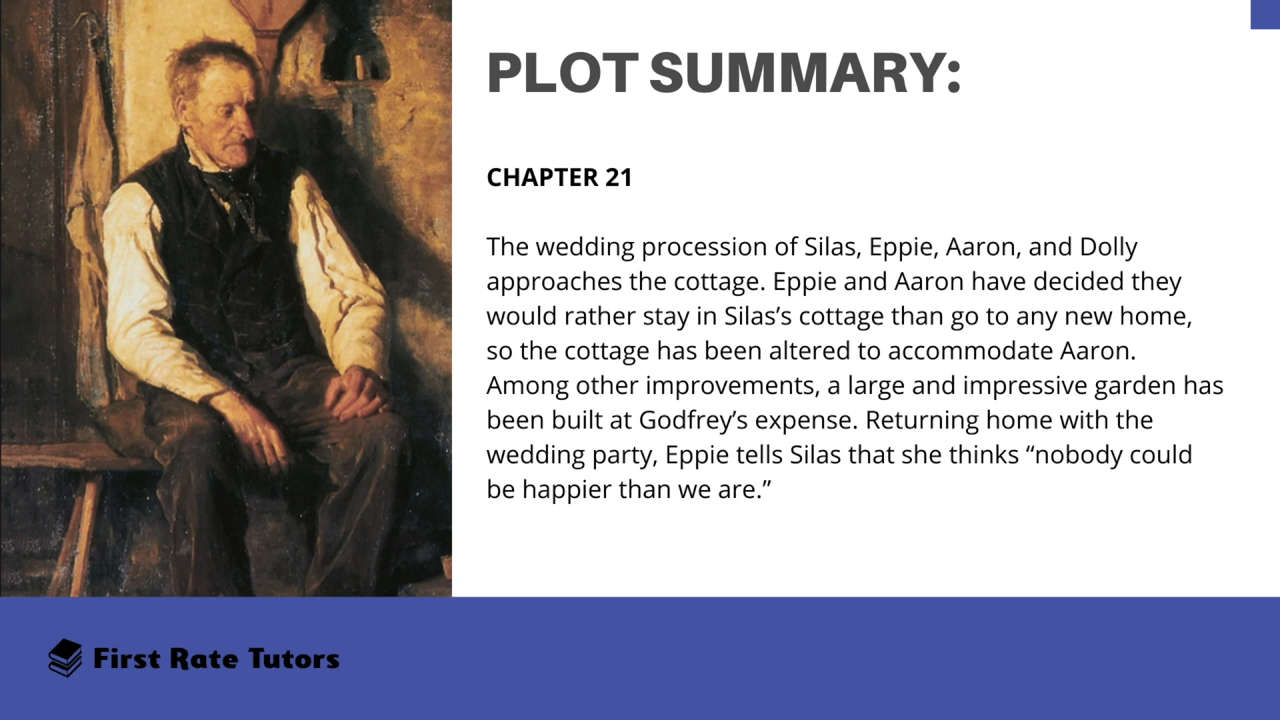 PLOT SUMMARY:
CHAPTER 21
The wedding procession of Silas, Eppie, Aaron, and Dolly
approaches the cottage. Eppie and Aaron have decided they
would rather stay in Silas’s cottage than go to any new home,
so the cottage has been altered to accommodate Aaron.
Among other improvements, a large and impressive garden has
been built at Godfrey’s expense. Returning home with the
wedding party, Eppie tells Silas that she thinks “nobody could
be happier than we are.”
First Rate Tutors